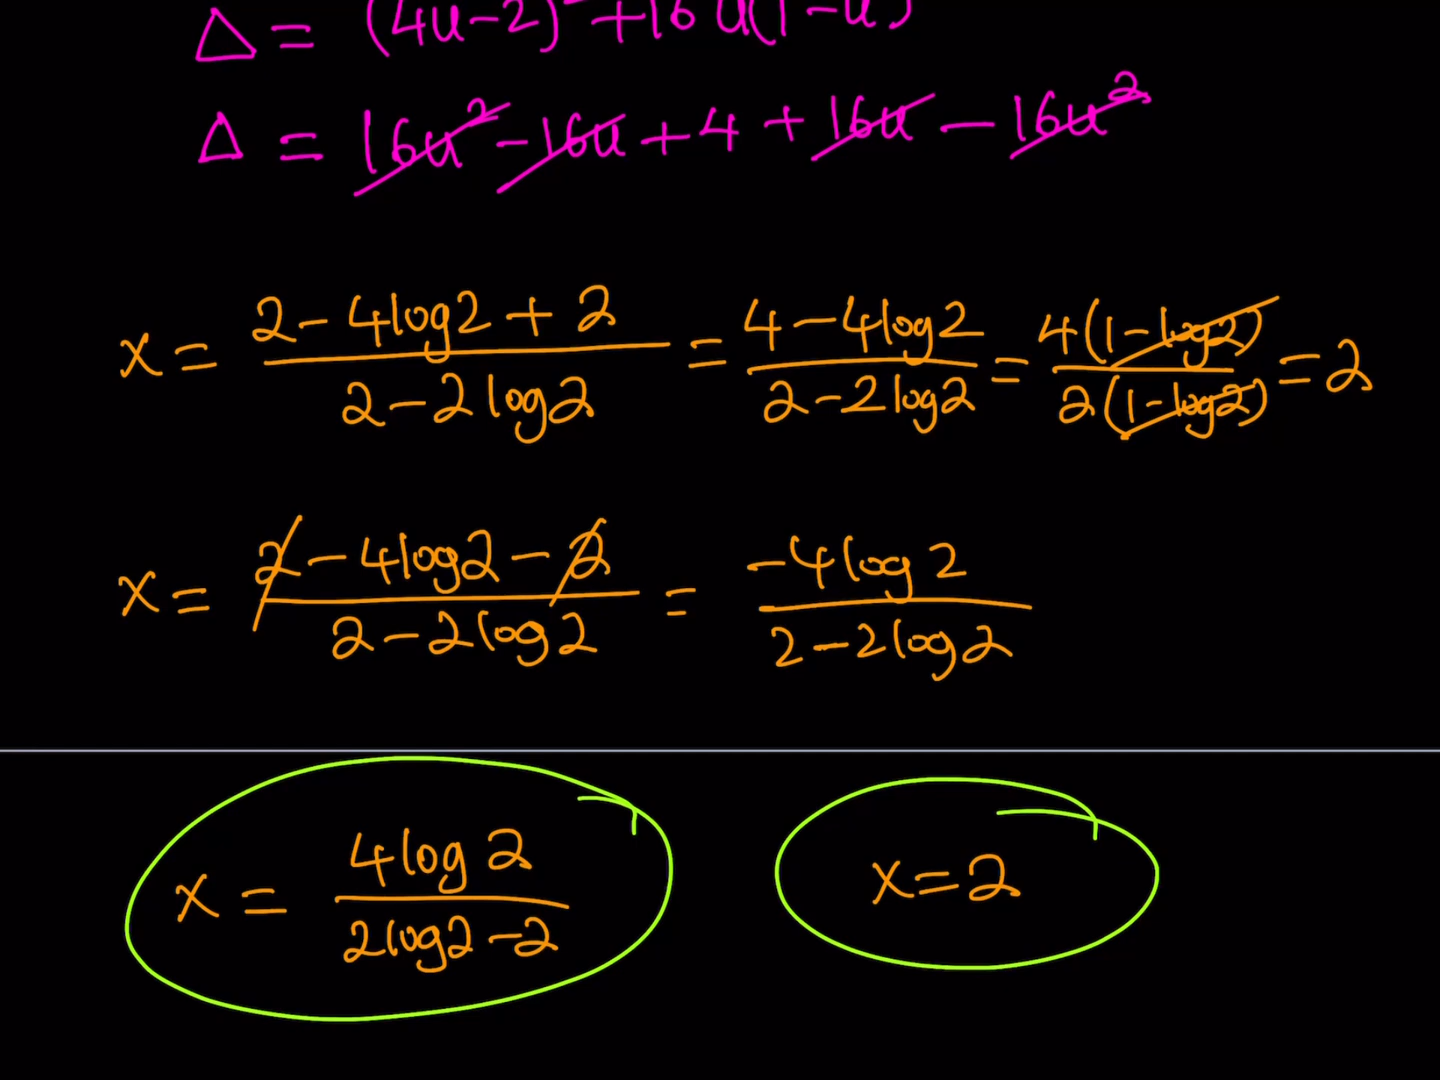 Δ = (4u-2)² + 16u(1-u)
Δ = 16u² - 16u + 4 + 16u - 16u²
x = (2 - 4log2 + 2)/(2 - 2log2) = (4 - 4log2)/(2 - 2log2) = 4(1-log2)/2(1-log2) = 2
x = (2 - 4log2 - 2)/(2 - 2log2) = (-4log2)/(2 - 2log2)
x = (4log2)/(2log2 - 2) x = 2